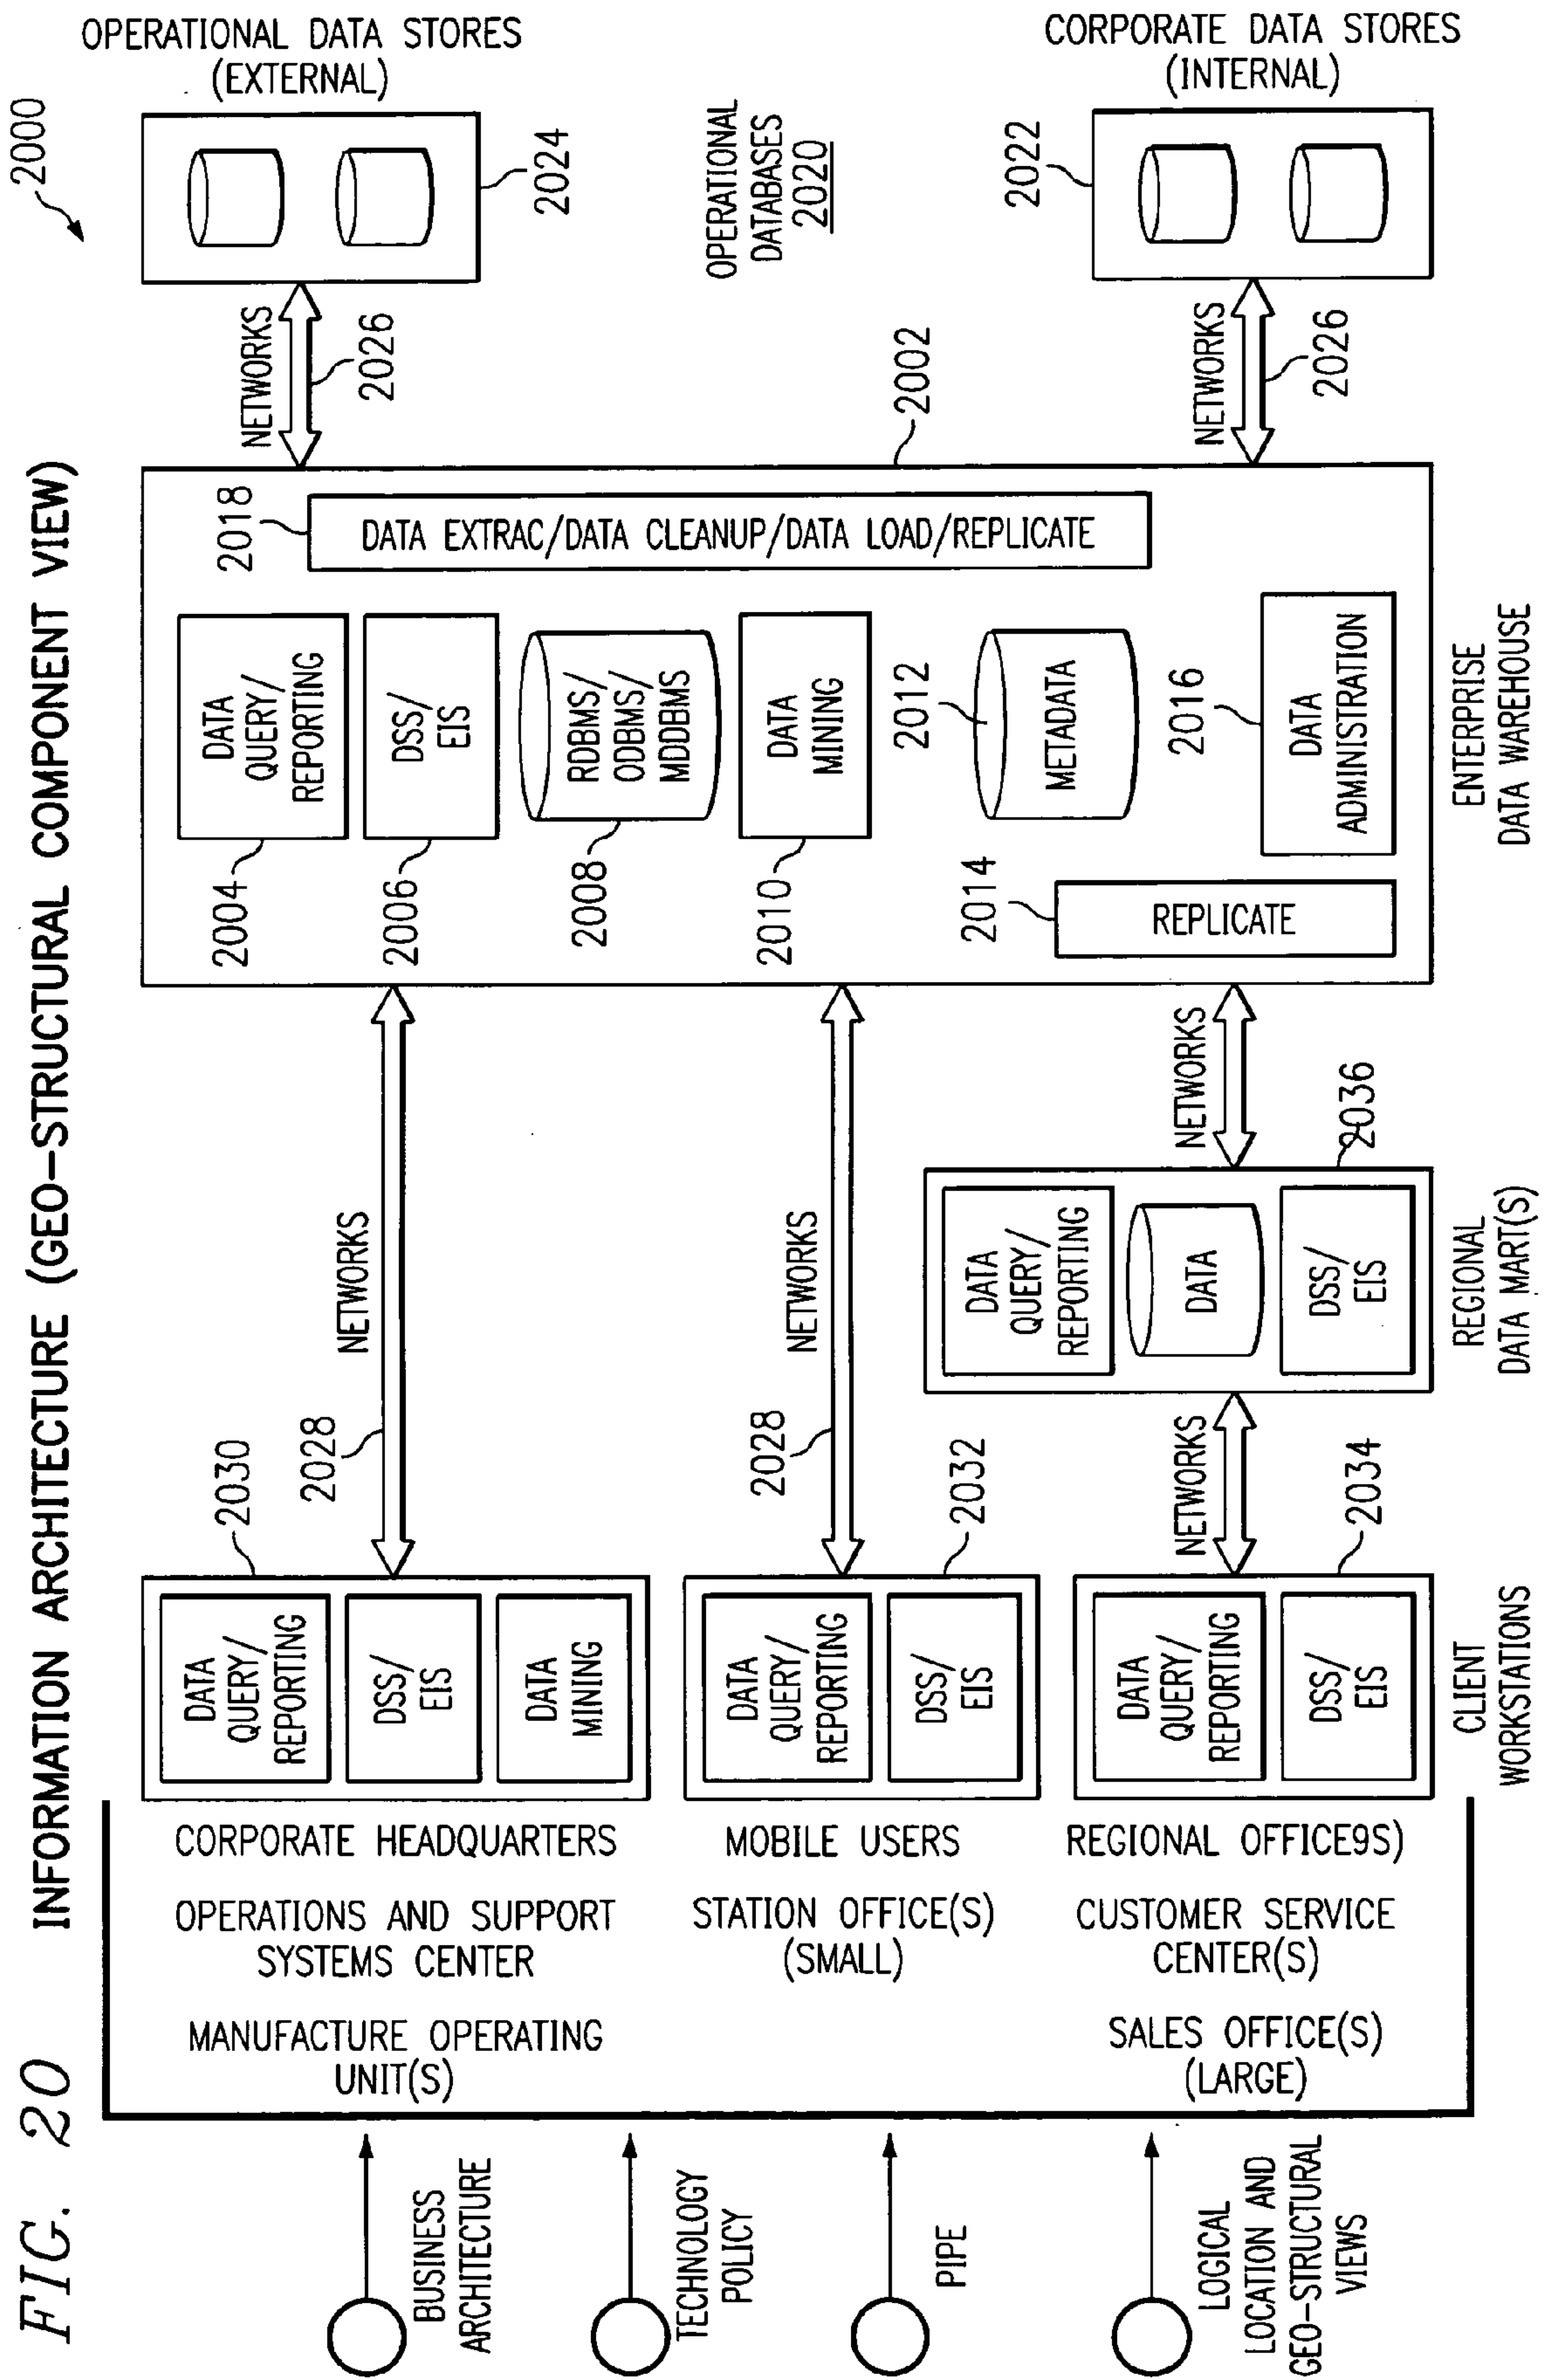 FIG. 20
INFORMATION ARCHITECTURE (GEO-STRUCTURAL COMPONENT VIEW)
2000
BUSINESS
ARCHITECTURE
TECHNOLOGY
POLICY
PIPE
LOGICAL
LOCATION AND
GEO-STRUCTURAL
VIEWS
CORPORATE HEADQUARTERS
OPERATIONS AND SUPPORT
SYSTEMS CENTER
MANUFACTURE OPERATING
UNIT(S)
MOBILE USERS
STATION OFFICE(S)
(SMALL)
REGIONAL OFFICE9S)
CUSTOMER SERVICE
CENTER(S)
SALES OFFICE(S)
(LARGE)
2030
DATA
QUERY/
REPORTING
DSS/
EIS
DATA
MINING
2032
DATA
QUERY/
REPORTING
DSS/
EIS
2034
DATA
QUERY/
REPORTING
DSS/
EIS
CLIENT
WORKSTATIONS
NETWORKS
2028
NETWORKS
2028
NETWORKS
2036
DATA
QUERY/
REPORTING
DATA
DSS/
EIS
REGIONAL
DATA MART(S)
NETWORKS
2002
2004
DATA
QUERY/
REPORTING
2006
DSS/
EIS
2008
RDBMS/
ODBMS/
MDDBMS
2010
DATA
MINING
2012
METADATA
2014
REPLICATE
2016
DATA
ADMINISTRATION
2018
DATA EXTRAC/DATA CLEANUP/DATA LOAD/REPLICATE
ENTERPRISE
DATA WAREHOUSE
NETWORKS
2026
NETWORKS
2026
OPERATIONAL DATA STORES
(EXTERNAL)
2024
OPERATIONAL
DATABASES
2020
2022
CORPORATE DATA STORES
(INTERNAL)